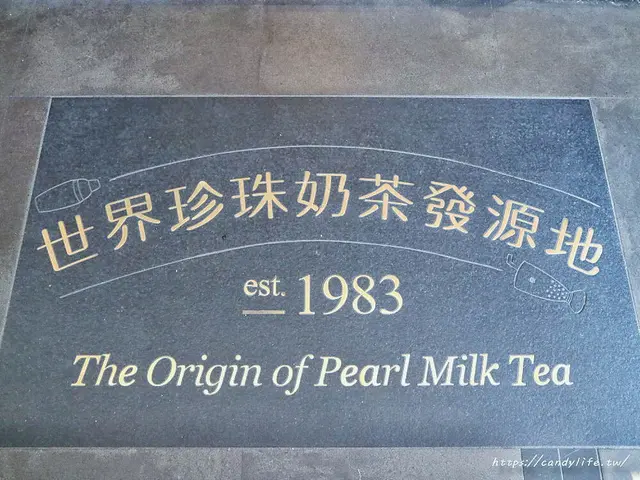 世界珍珠奶茶發源地
est. 1983
The Origin of Pearl Milk Tea
https://candylife.tw/